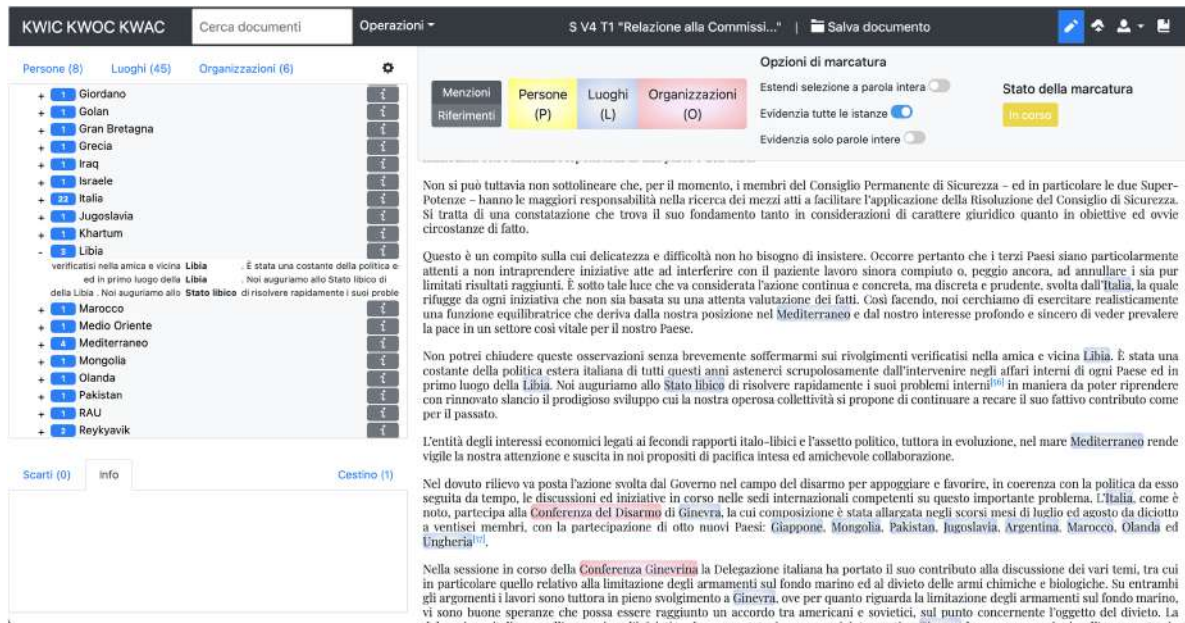 KWIC KWOC KWAC
Cerca documenti
Operazioni
S V4 T1 "Relazione alla Commissi..." | Salva documento
Persone (8) Luoghi (45) Organizzazioni (6)
+ 1 Giordano i
+ 1 Golan i
+ 1 Gran Bretagna i
+ 1 Grecia i
+ 1 Iraq i
+ 1 Israele i
+ 22 Italia i
+ 1 Jugoslavia i
+ 1 Khartum i
- 3 Libia i
verificatisi nella amica e vicina Libia . È stata una costante della politica e
ed in primo luogo della Libia . Noi auguriamo allo Stato libico di
della Libia . Noi auguriamo allo Stato libico di risolvere rapidamente i suoi proble
+ 1 Marocco i
+ 1 Medio Oriente i
+ 4 Mediterraneo i
+ 1 Mongolia i
+ 1 Olanda i
+ 1 Pakistan i
+ 1 RAU i
+ Reykyavik i
Scarti (0) Info Cestino (1)
Menzioni
Riferimenti
Persone
(P)
Luoghi
(L)
Organizzazioni
(O)
Opzioni di marcatura
Estendi selezione a parola intera
Evidenzia tutte le istanze
Evidenzia solo parole intere
Stato della marcatura
In corso
Non si può tuttavia non sottolineare che, per il momento, i membri del Consiglio Permanente di Sicurezza – ed in particolare le due Super-
Potenze – hanno le maggiori responsabilità nella ricerca dei mezzi atti a facilitare l'applicazione della Risoluzione del Consiglio di Sicurezza.
Si tratta di una constatazione che trova il suo fondamento tanto in considerazioni di carattere giuridico quanto in obiettive ed ovvie
circostanze di fatto.
Questo è un compito sulla cui delicatezza e difficoltà non ho bisogno di insistere. Occorre pertanto che i terzi Paesi siano particolarmente
attenti a non intraprendere iniziative atte ad interferire con il paziente lavoro sinora compiuto o, peggio ancora, ad annullare i sia pur
limitati risultati raggiunti. È sotto tale luce che va considerata l'azione continua e concreta, ma discreta e prudente, svolta dall'Italia, la quale
rifugge da ogni iniziativa che non sia basata su una attenta valutazione dei fatti. Così facendo, noi cerchiamo di esercitare realisticamente
una funzione equilibratrice che deriva dalla nostra posizione nel Mediterraneo e dal nostro interesse profondo e sincero di veder prevalere
la pace in un settore così vitale per il nostro Paese.
Non potrei chiudere queste osservazioni senza brevemente soffermarmi sui rivolgimenti verificatisi nella amica e vicina Libia. È stata una
costante della politica estera italiana di tutti questi anni astenerci scrupolosamente dall'intervenire negli affari interni di ogni Paese ed in
primo luogo della Libia. Noi auguriamo allo Stato libico di risolvere rapidamente i suoi problemi interni[56] in maniera da poter riprendere
con rinnovato slancio il prodigioso sviluppo cui la nostra operosa collettività si propone di continuare a recare il suo fattivo contributo come
per il passato.
L'entità degli interessi economici legati ai fecondi rapporti italo-libici e l'assetto politico, tuttora in evoluzione, nel mare Mediterraneo rende
vigile la nostra attenzione e suscita in noi propositi di pacifica intesa ed amichevole collaborazione.
Nel dovuto rilievo va posta l'azione svolta dal Governo nel campo del disarmo per appoggiare e favorire, in coerenza con la politica da esso
seguita da tempo, le discussioni ed iniziative in corso nelle sedi internazionali competenti su questo importante problema. L'Italia, come è
noto, partecipa alla Conferenza del Disarmo di Ginevra, la cui composizione è stata allargata negli scorsi mesi di luglio ed agosto da diciotto
a ventisei membri, con la partecipazione di otto nuovi Paesi: Giappone, Mongolia, Pakistan, Jugoslavia, Argentina, Marocco, Olanda ed
Ungheria[57].
Nella sessione in corso della Conferenza Ginevrina la Delegazione italiana ha portato il suo contributo alla discussione dei vari temi, tra cui
in particolare quello relativo alla limitazione degli armamenti sul fondo marino ed al divieto delle armi chimiche e biologiche. Su entrambi
gli argomenti i lavori sono tuttora in pieno svolgimento a Ginevra, ove per quanto riguarda la limitazione degli armamenti sul fondo marino,
vi sono buone speranze che possa essere raggiunto un accordo tra americani e sovietici, sul punto concernente l'oggetto del divieto. La